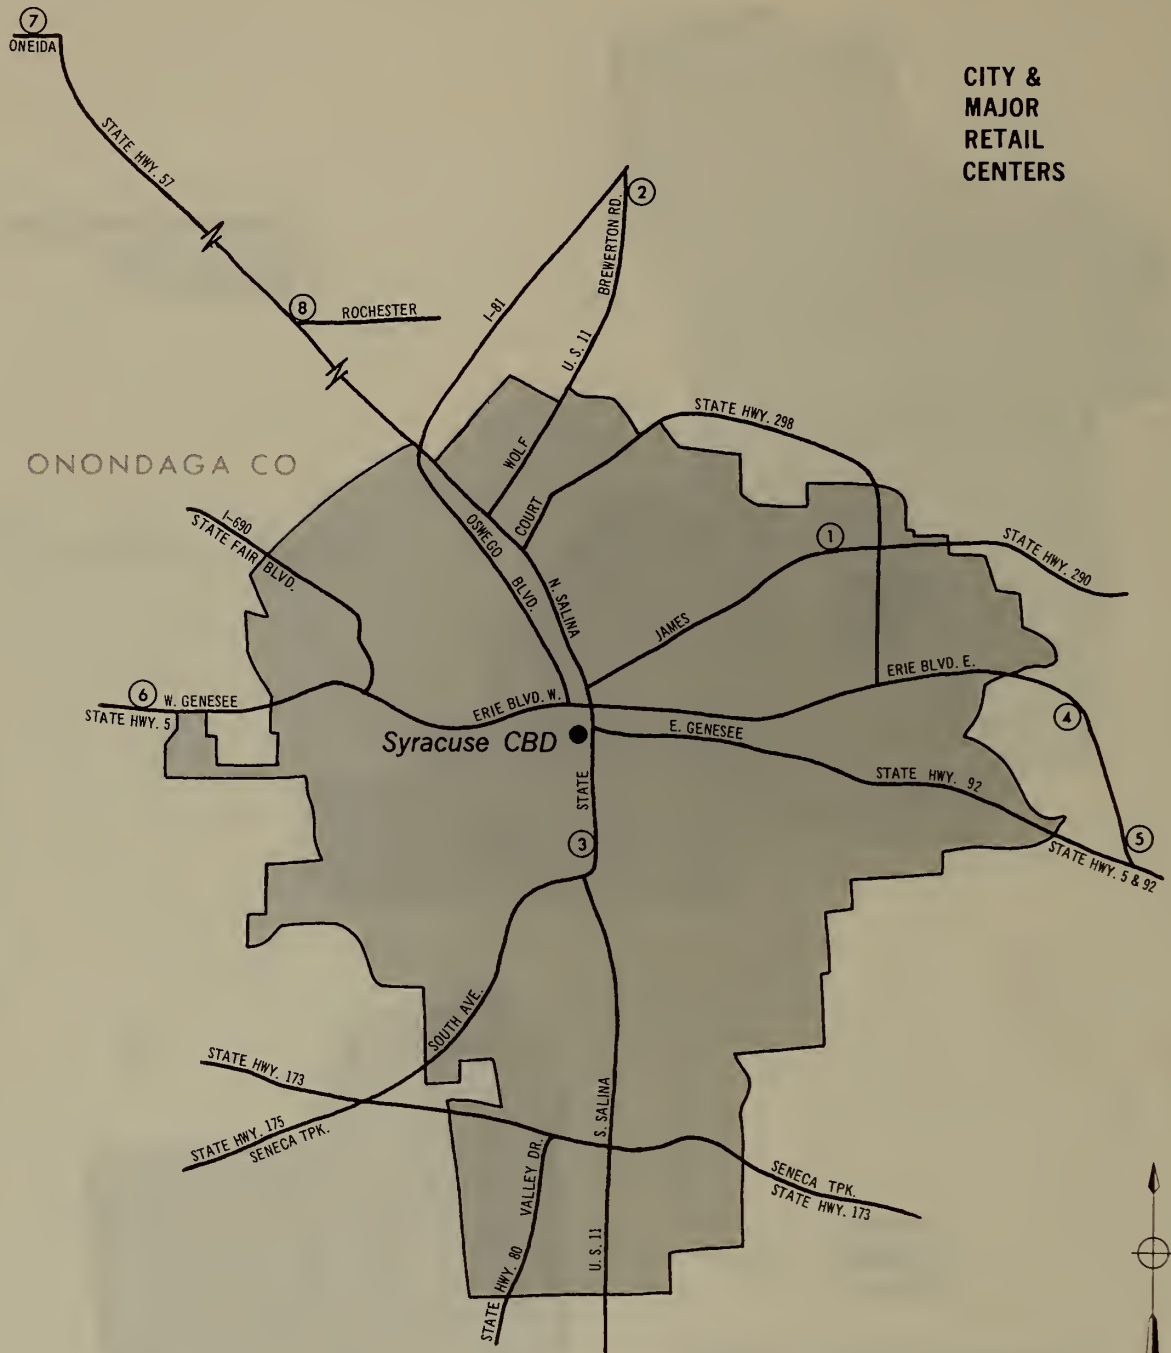 7
ONEIDA
CITY &
MAJOR
RETAIL
CENTERS
STATE HWY. 57
2
BREWERTON RD.
I-81
8
ROCHESTER
U.S. 11
STATE HWY. 298
ONONDAGA CO
WOLF
COURT
I-690
STATE FAIR BLVD.
OSWEGO
BLVD.
N. SALINA
1
STATE HWY. 290
JAMES
6
W. GENESEE
STATE HWY. 5
ERIE BLVD. W.
ERIE BLVD. E.
4
Syracuse CBD
E. GENESEE
STATE HWY. 92
STATE
3
5
STATE HWY. 5 & 92
SOUTH AVE.
STATE HWY. 173
STATE HWY. 175
SENECA TPK.
S. SALINA
VALLEY DR.
SENECA TPK.
STATE HWY. 173
U.S. 11
STATE HWY. 80